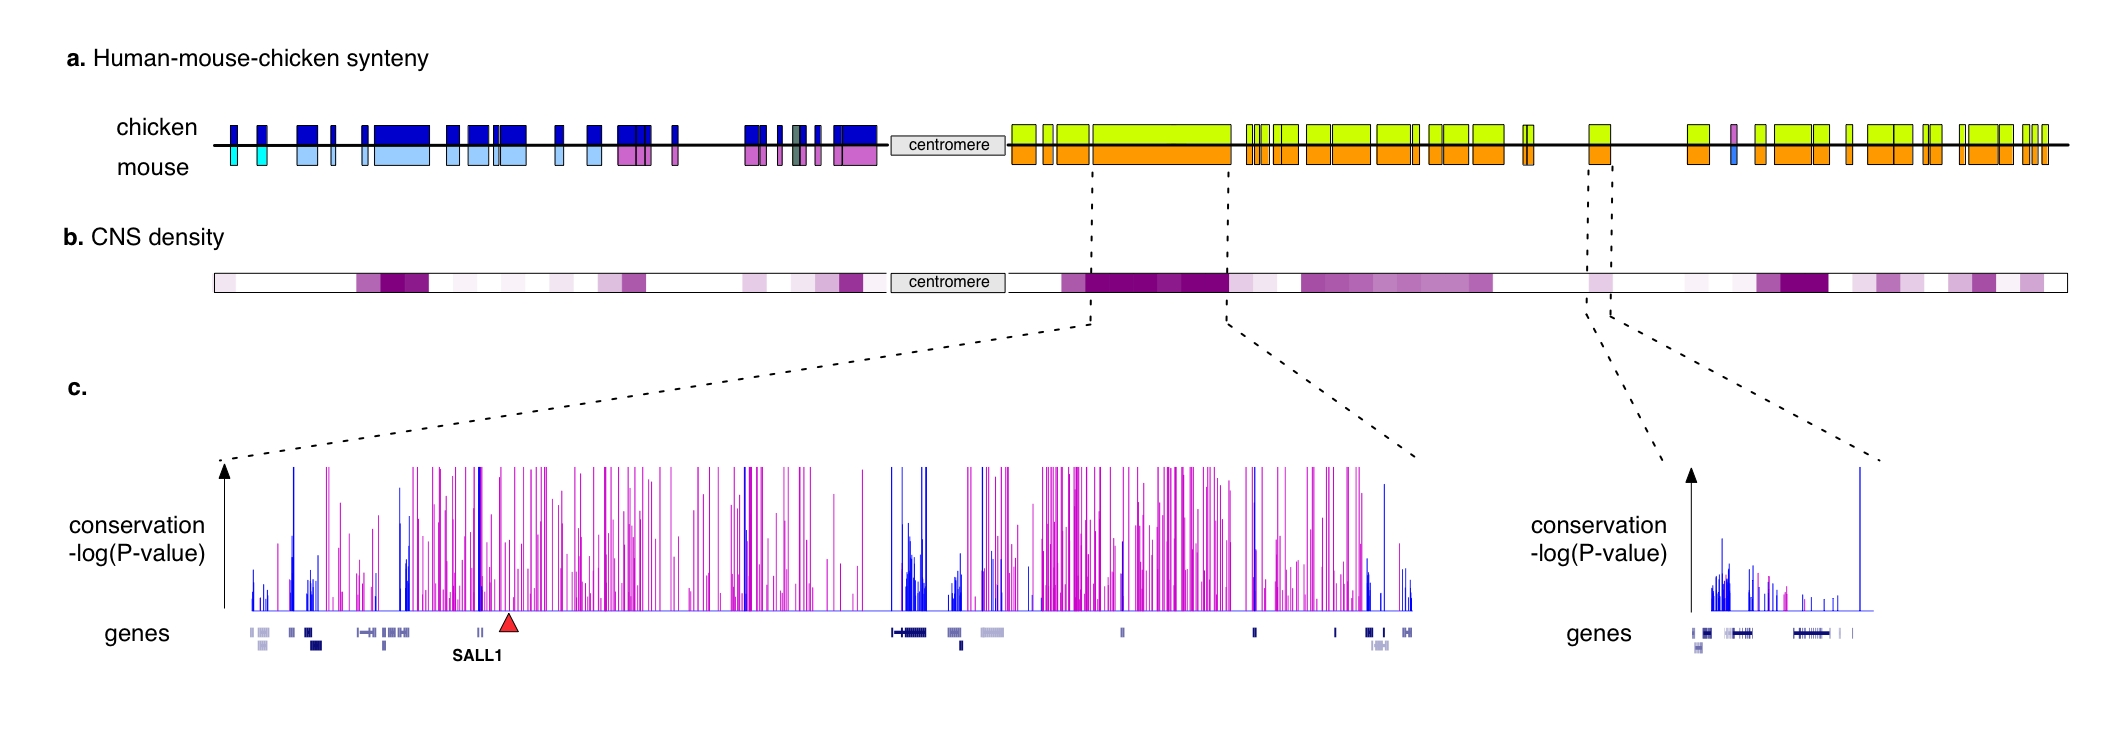 a. Human-mouse-chicken synteny
chicken
centromere
mouse
b. CNS density
centromere
c.
conservation
-log(P-value)
genes
SALL1
conservation
-log(P-value)
genes